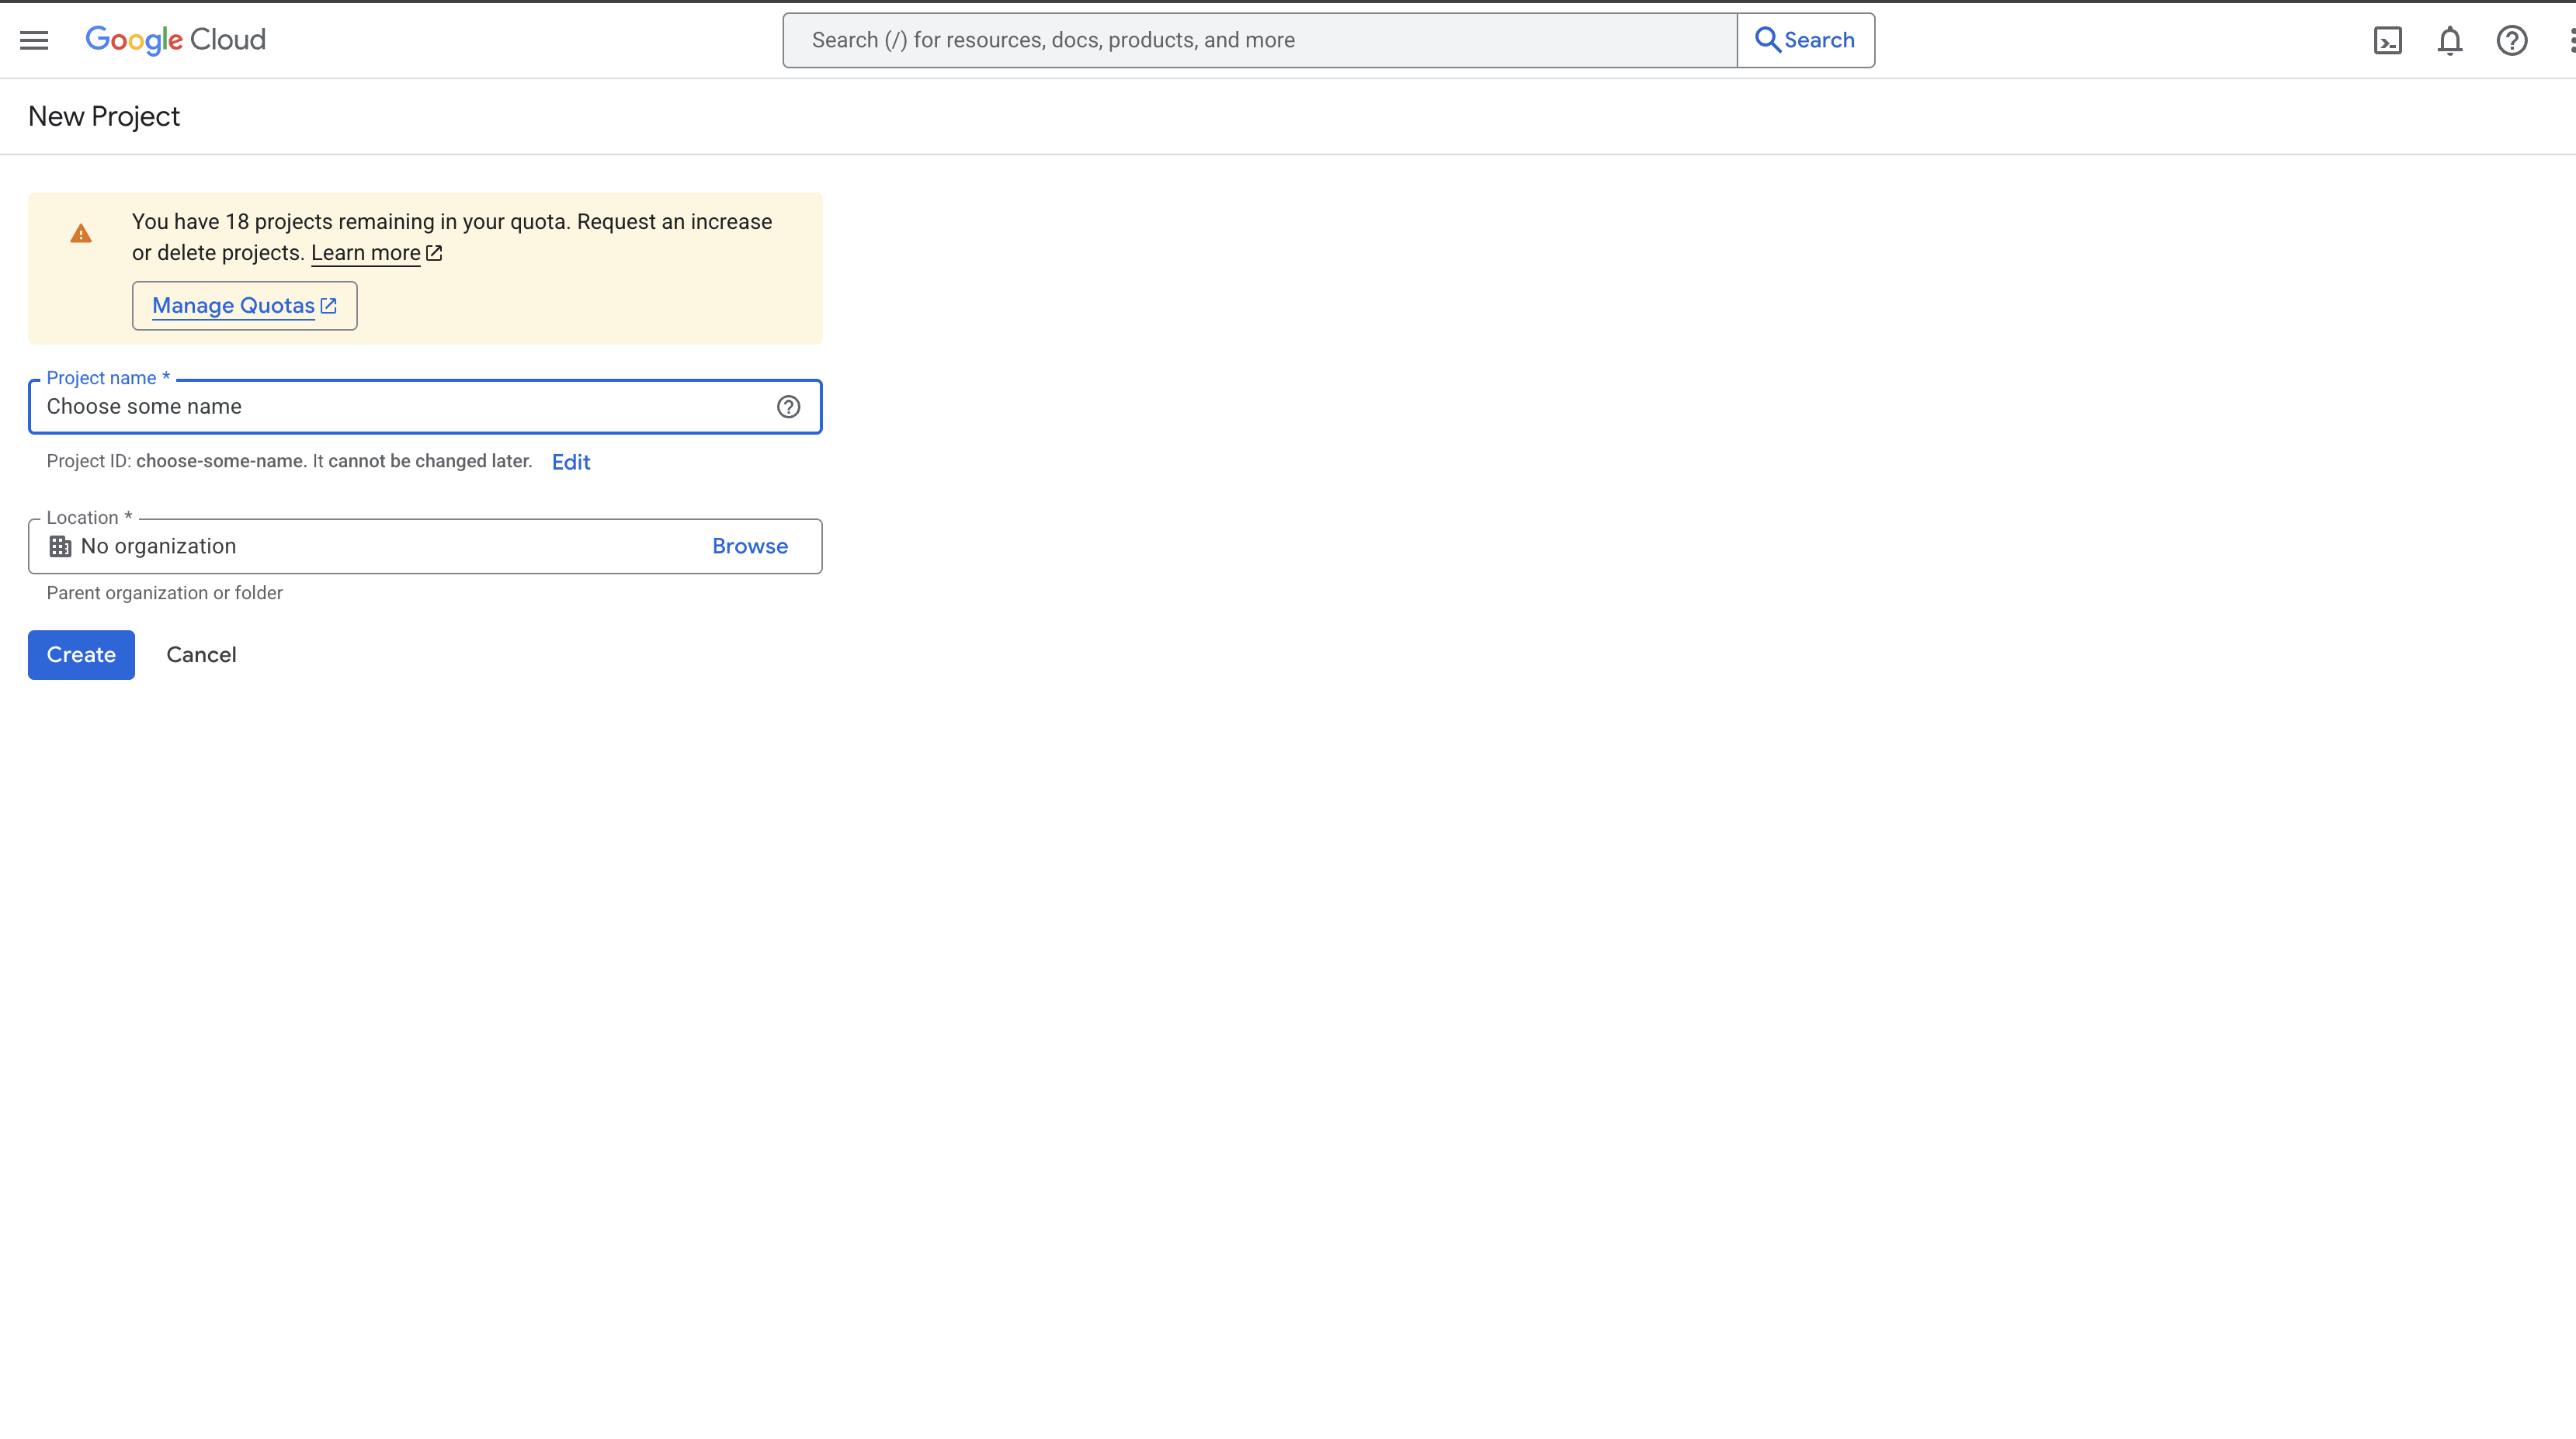 Google Cloud
Search (/) for resources, docs, products, and more
Search
New Project
You have 18 projects remaining in your quota. Request an increase
or delete projects. Learn more
Manage Quotas
Project name *
Choose some name
Project ID: choose-some-name. It cannot be changed later. Edit
Location *
No organization
Browse
Parent organization or folder
Create
Cancel